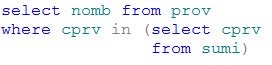 select nomb from prov
where cprv in (select cprv
from sumi)